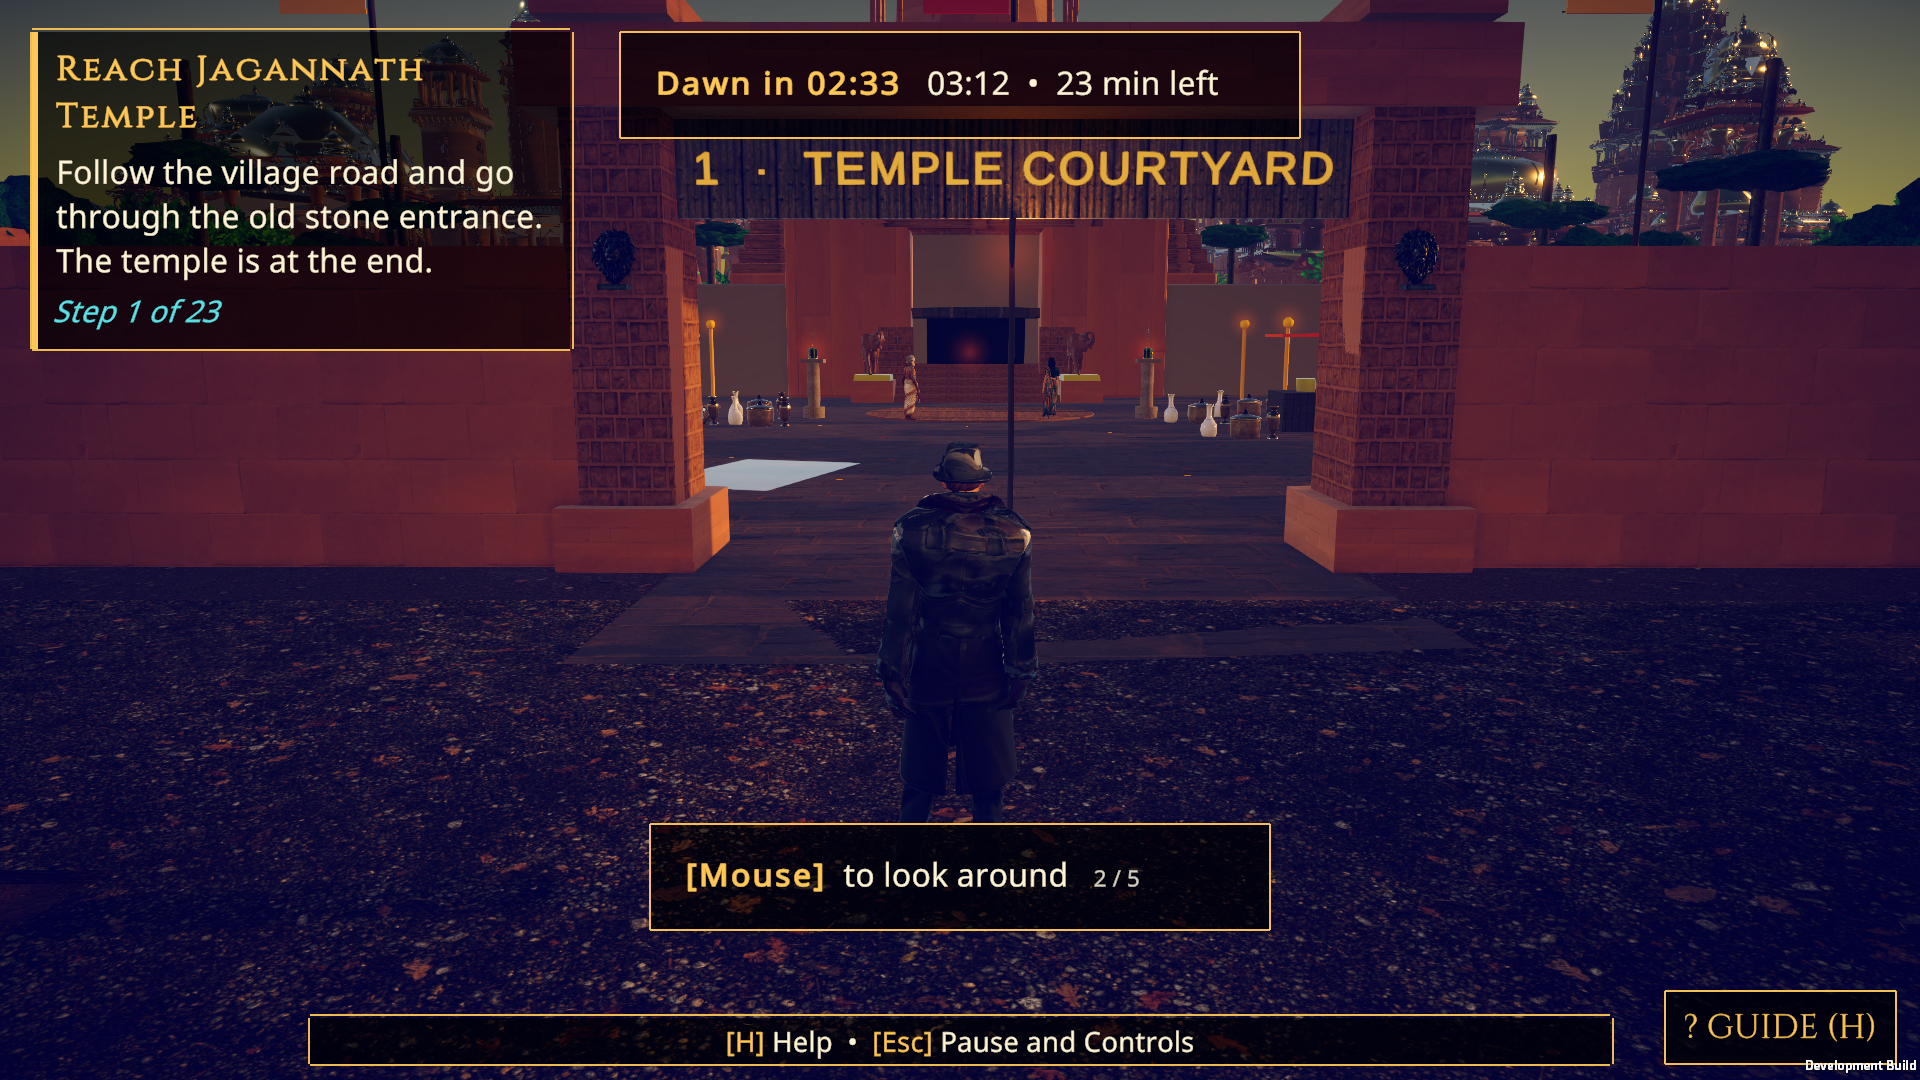 REACH JAGANNATH
TEMPLE
Follow the village road and go
through the old stone entrance.
The temple is at the end.
Step 1 of 23
Dawn in 02:33 03:12 • 23 min left
1 · TEMPLE COURTYARD
[Mouse] to look around 2 / 5
[H] Help • [Esc] Pause and Controls
? GUIDE (H)
Development Build